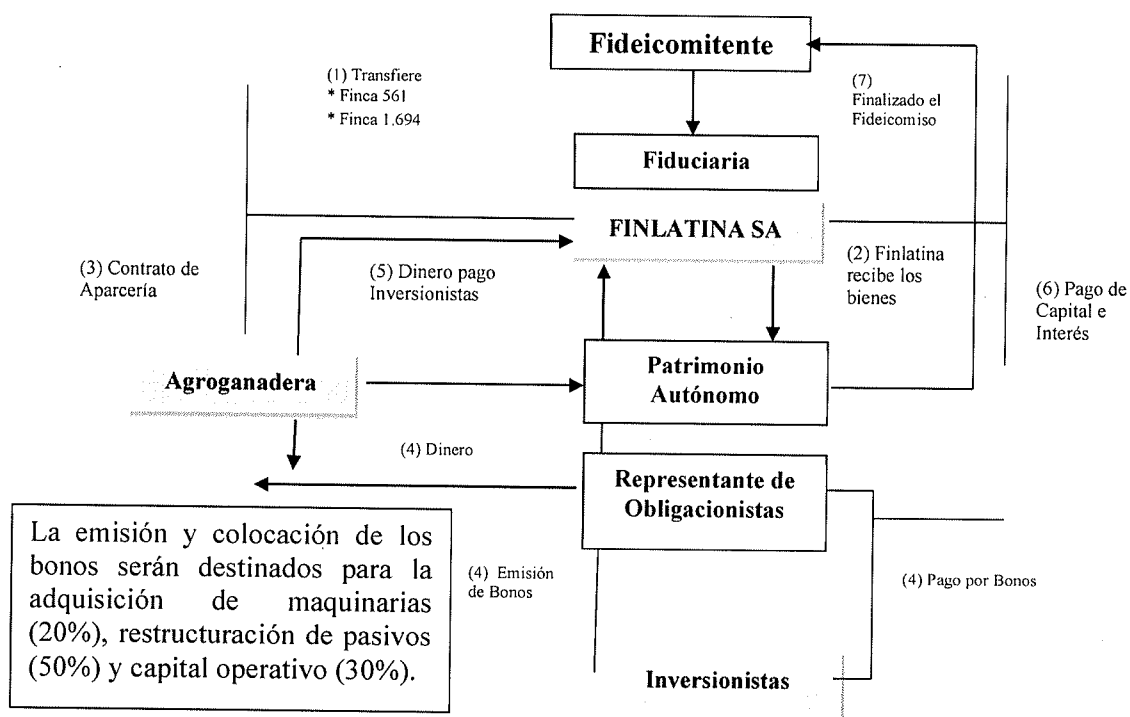 Fideicomitente
(1) Transfiere
* Finca 561
* Finca 1.694
(7)
Finalizado el
Fideicomiso
Fiduciaria
FINLATINA SA
(3) Contrato de
Aparcería
(5) Dinero pago
Inversionistas
(2) Finlatina
recibe los
bienes
(6) Pago de
Capital e
Interés
Agroganadera
Patrimonio
Autónomo
(4) Dinero
Representante de
Obligacionistas
La emisión y colocación de los
bonos serán destinados para la
adquisición de maquinarias
(20%), restructuración de pasivos
(50%) y capital operativo (30%).
(4) Emisión
de Bonos
(4) Pago por Bonos
Inversionistas